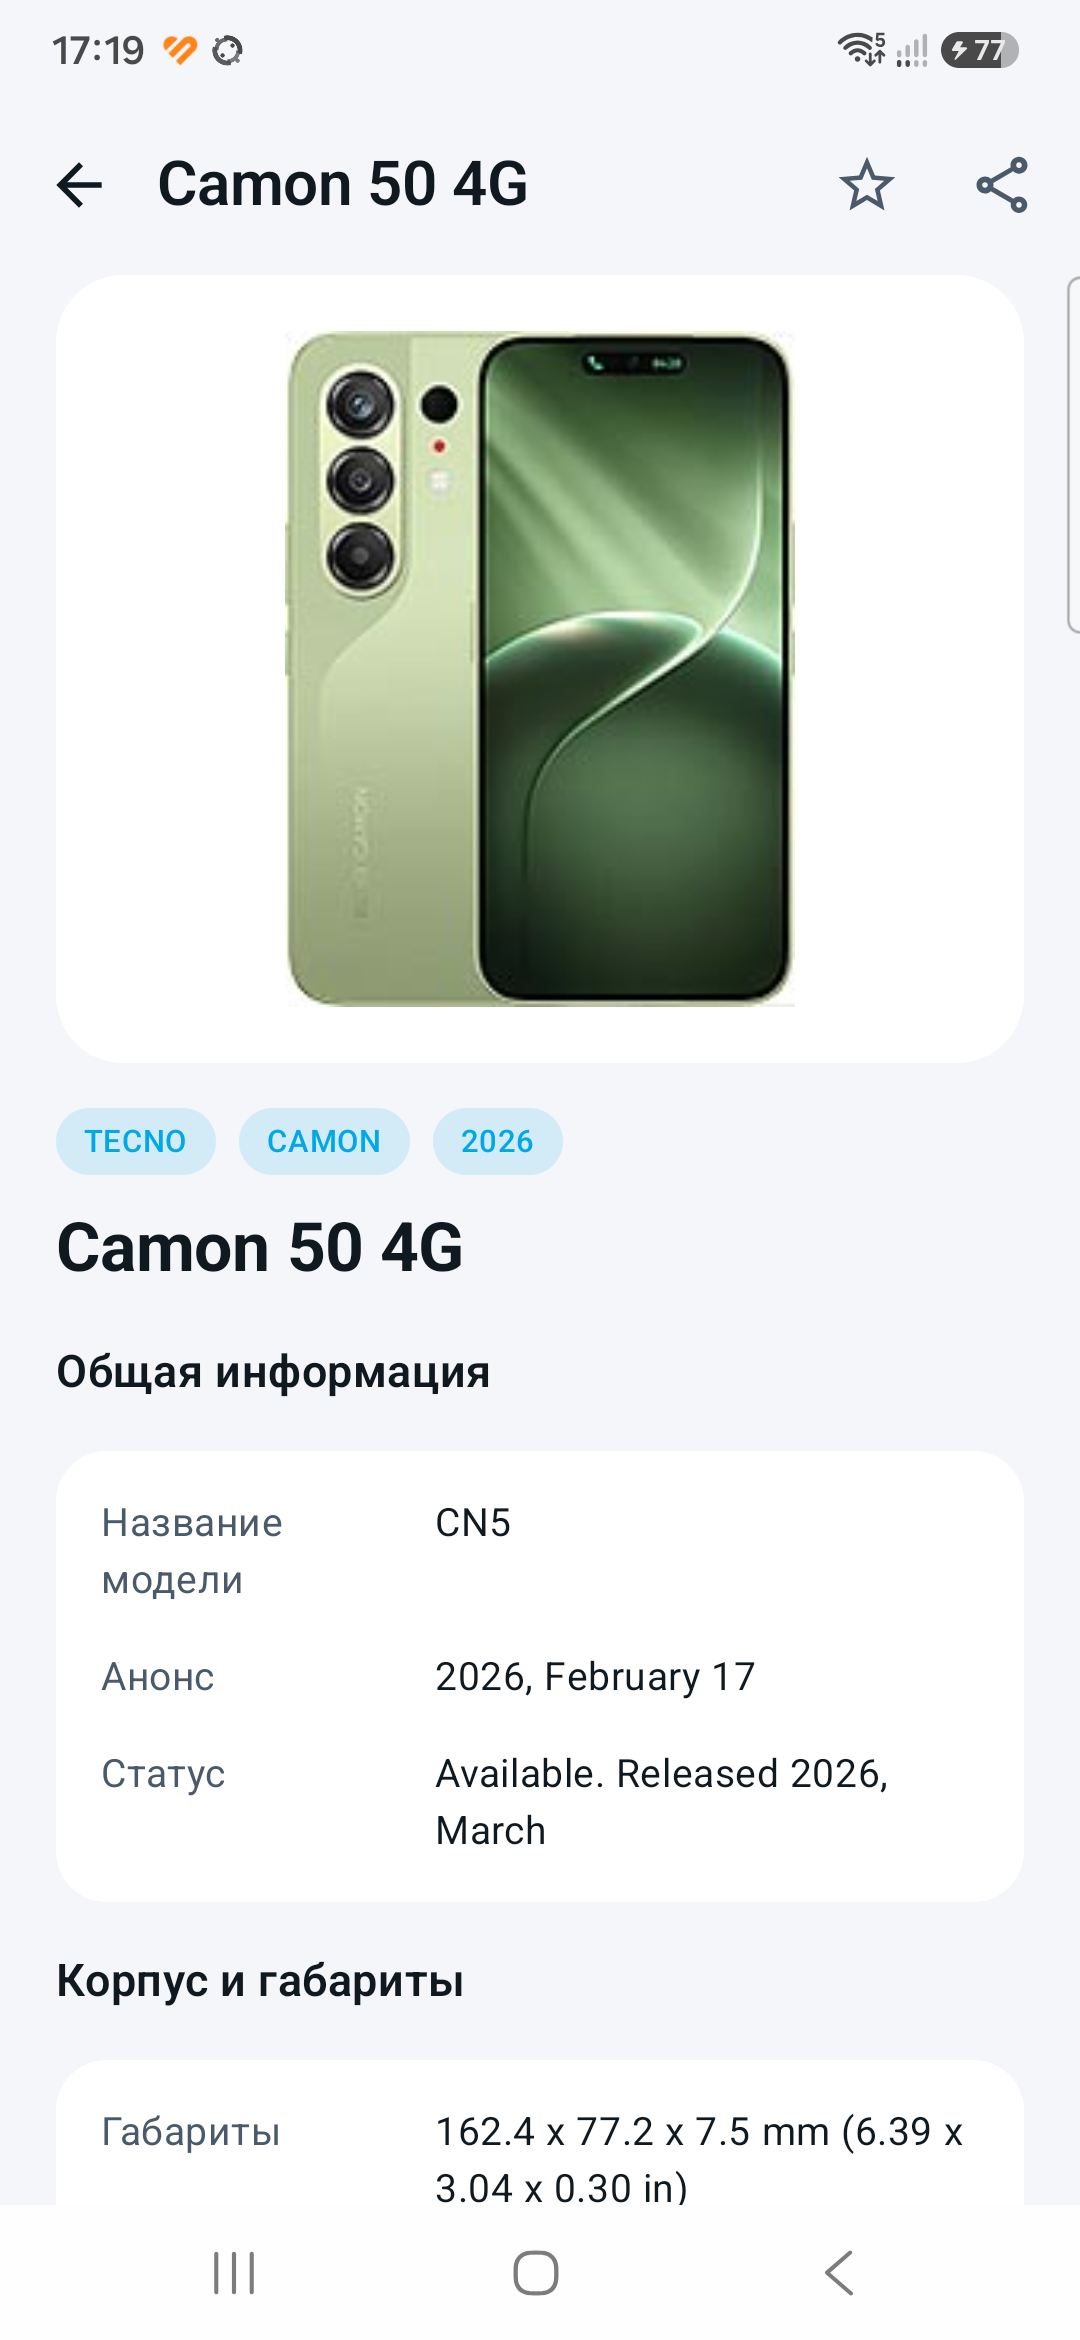 17:19
5
77
Camon 50 4G
TECNO
CAMON
2026
Camon 50 4G
Общая информация
Название модели
CN5
Анонс
2026, February 17
Статус
Available. Released 2026,
March
Корпус и габариты
Габариты
162.4 x 77.2 x 7.5 mm (6.39 x
3.04 x 0.30 in)